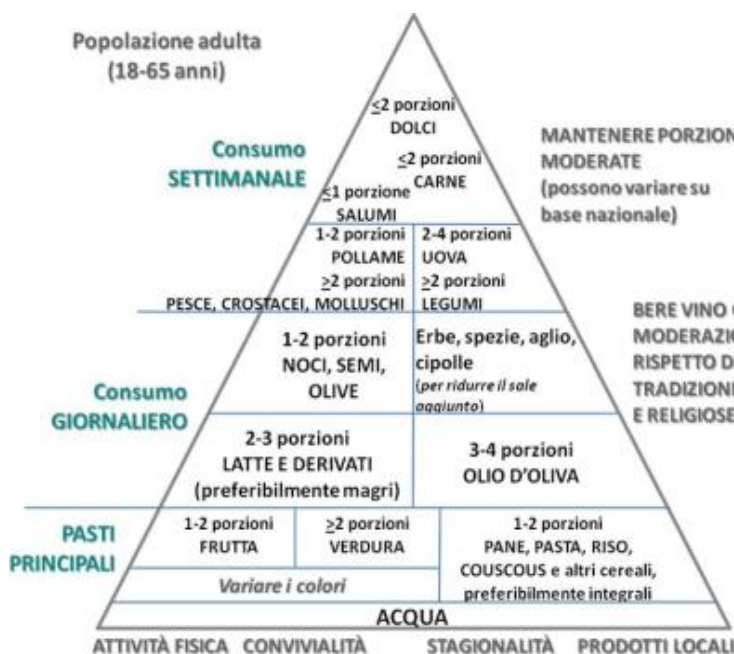 Popolazione adulta
(18-65 anni)
≤2 porzioni
DOLCI
Consumo
SETTIMANALE
≤2 porzioni
CARNE
≤1 porzione
SALUMI
MANTENERE PORZION
MODERATE
(possono variare su
base nazionale)
1-2 porzioni
POLLAME
2-4 porzioni
UOVA
≥2 porzioni
PESCE, CROSTACEI, MOLLUSCHI
≥2 porzioni
LEGUMI
BERE VINO
MODERAZIO
RISPETTO D
TRADIZIONE
E RELIGIOSE
Consumo
GIORNALIERO
1-2 porzioni
NOCI, SEMI,
OLIVE
Erbe, spezie, aglio,
cipolle
(per ridurre il sale
aggiunto)
2-3 porzioni
LATTE E DERIVATI
(preferibilmente magri)
3-4 porzioni
OLIO D'OLIVA
PASTI
PRINCIPALI
1-2 porzioni
FRUTTA
≥2 porzioni
VERDURA
Variare i colori
1-2 porzioni
PANE, PASTA, RISO,
COUSCOUS e altri cereali,
preferibilmente integrali
ACQUA
ATTIVITÀ FISICA CONVIVIALITÀ STAGIONALITÀ PRODOTTI LOCALI